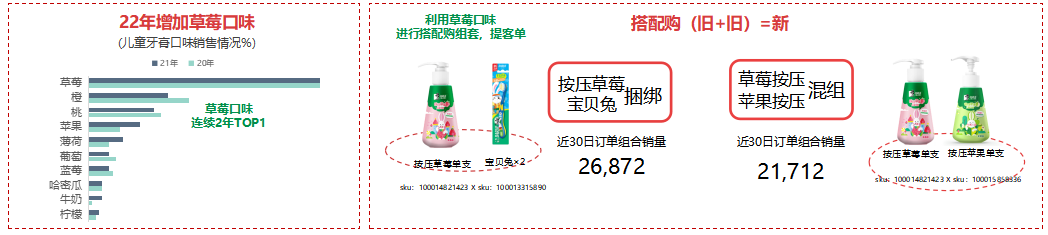 22年增加草莓口味
(儿童牙膏口味销售情况%)
21年 20年
草莓
橙
桃
苹果
薄荷
葡萄
蓝莓
哈密瓜
牛奶
柠檬
草莓口味
连续2年TOP1
利用草莓口味
进行搭配购组套，提客单
搭配购（旧+旧）=新
按压草莓
宝贝兔
捆绑
近30日订单组合销量
26,872
按压草莓单支
宝贝兔×2
sku：100014821423 X sku：100013315890
草莓按压
苹果按压
混组
近30日订单组合销量
21,712
按压草莓单支
按压苹果单支
sku：100014821423 X sku：100015858336